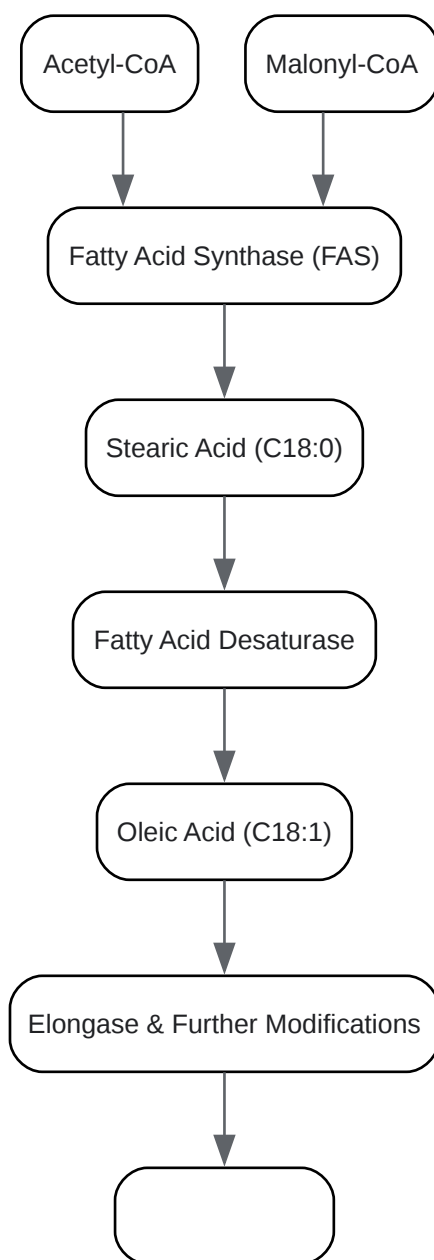 Acetyl-CoA
Malonyl-CoA
Fatty Acid Synthase (FAS)
Stearic Acid (C18:0)
Fatty Acid Desaturase
Oleic Acid (C18:1)
Elongase & Further Modifications